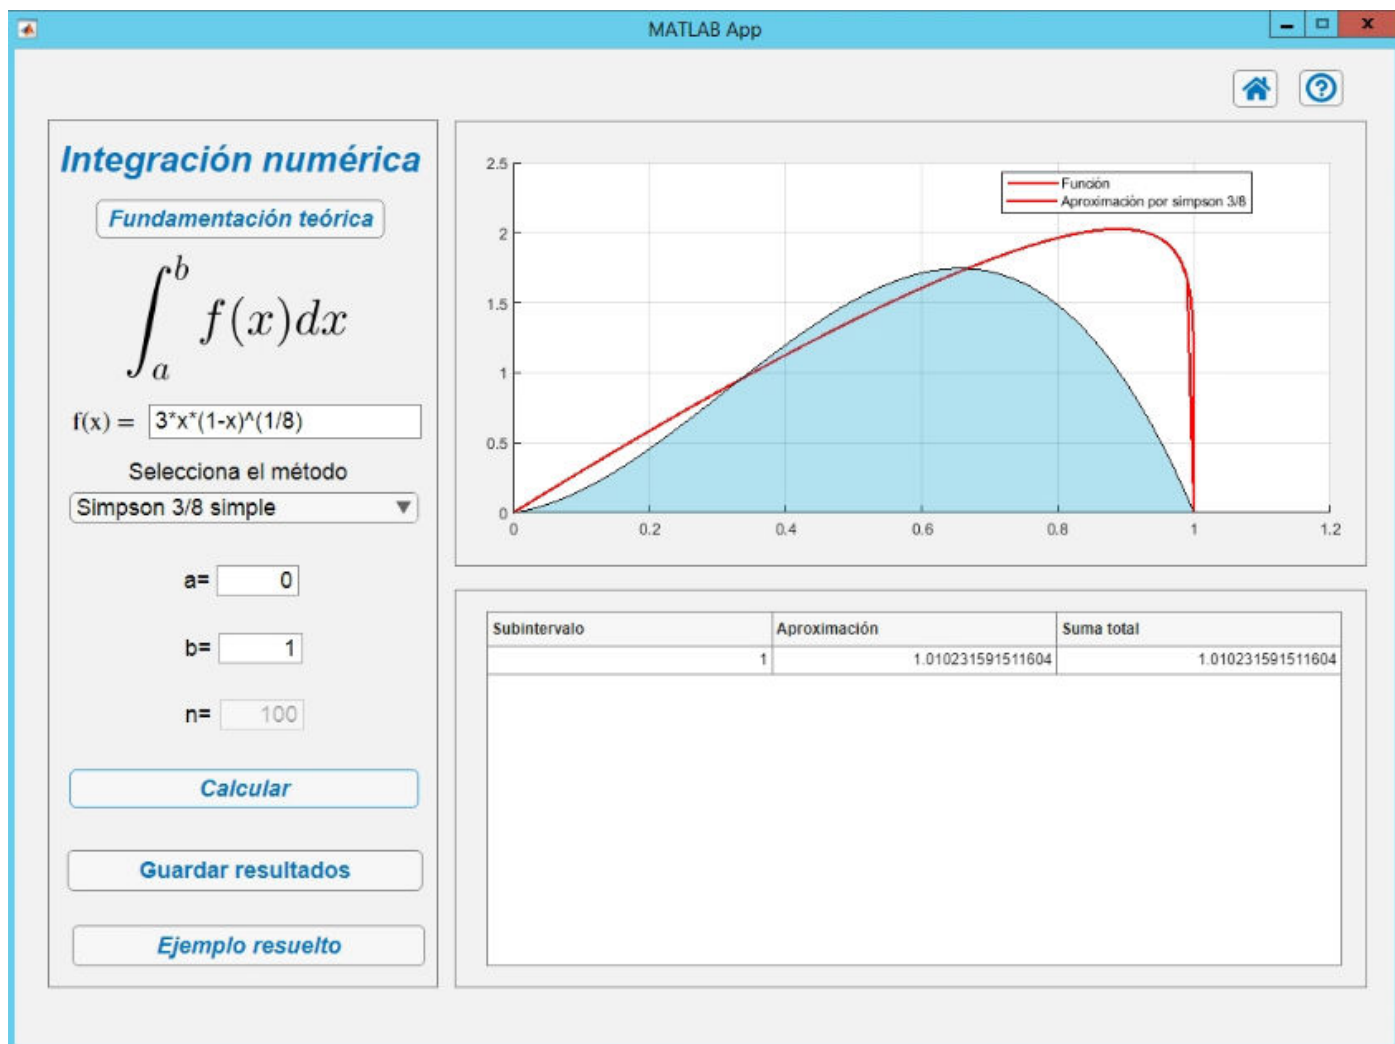 MATLAB App
Integración numérica
Fundamentación teórica
∫_a^b f(x)dx
f(x) = 3*x*(1-x)^(1/8)
Selecciona el método
Simpson 3/8 simple
a= 0
b= 1
n= 100
Calcular
Guardar resultados
Ejemplo resuelto
2.5
2
1.5
1
0.5
0
0 0.2 0.4 0.6 0.8 1 1.2
Función
Aproximación por simpson 3/8
Subintervalo Aproximación Suma total
1 1.010231591511604 1.010231591511604